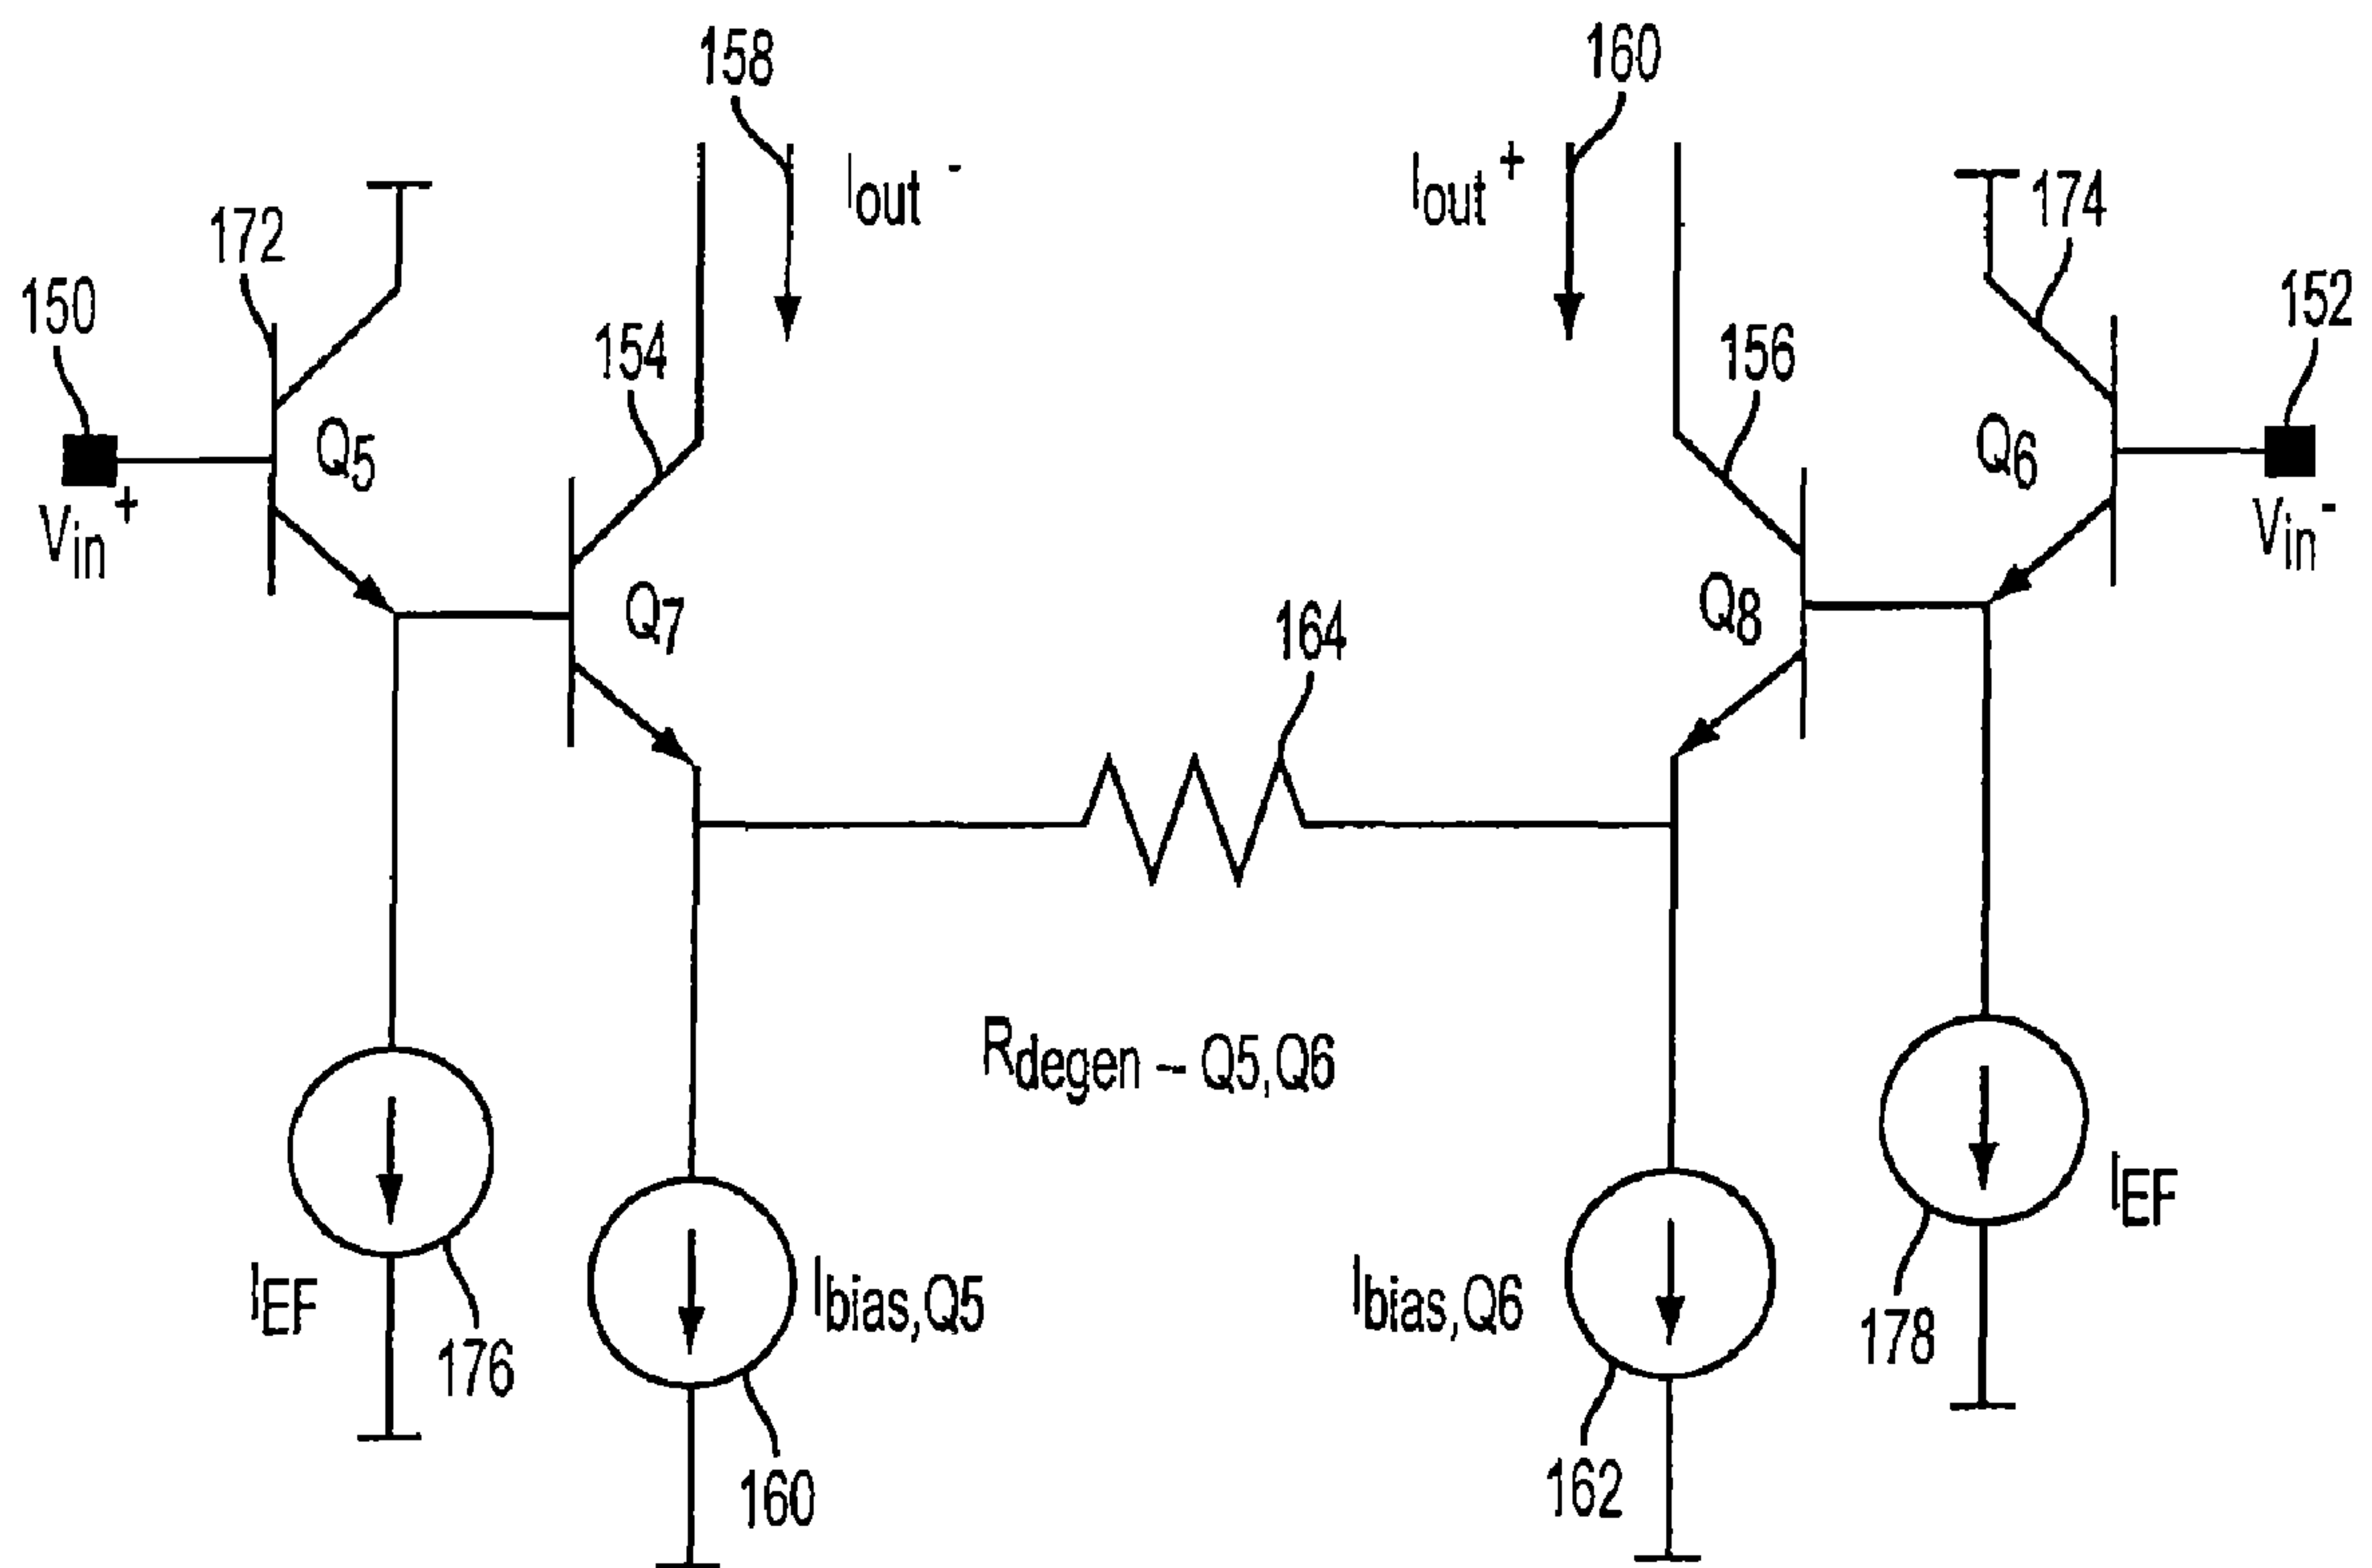 158
160
Iout -
Iout +
172
174
150
152
154
156
Q5
Q6
Vin +
Vin -
Q7
Q8
164
Rdegen -- Q5,Q6
IEF
IEF
Ibias,Q5
Ibias,Q6
176
178
160
162